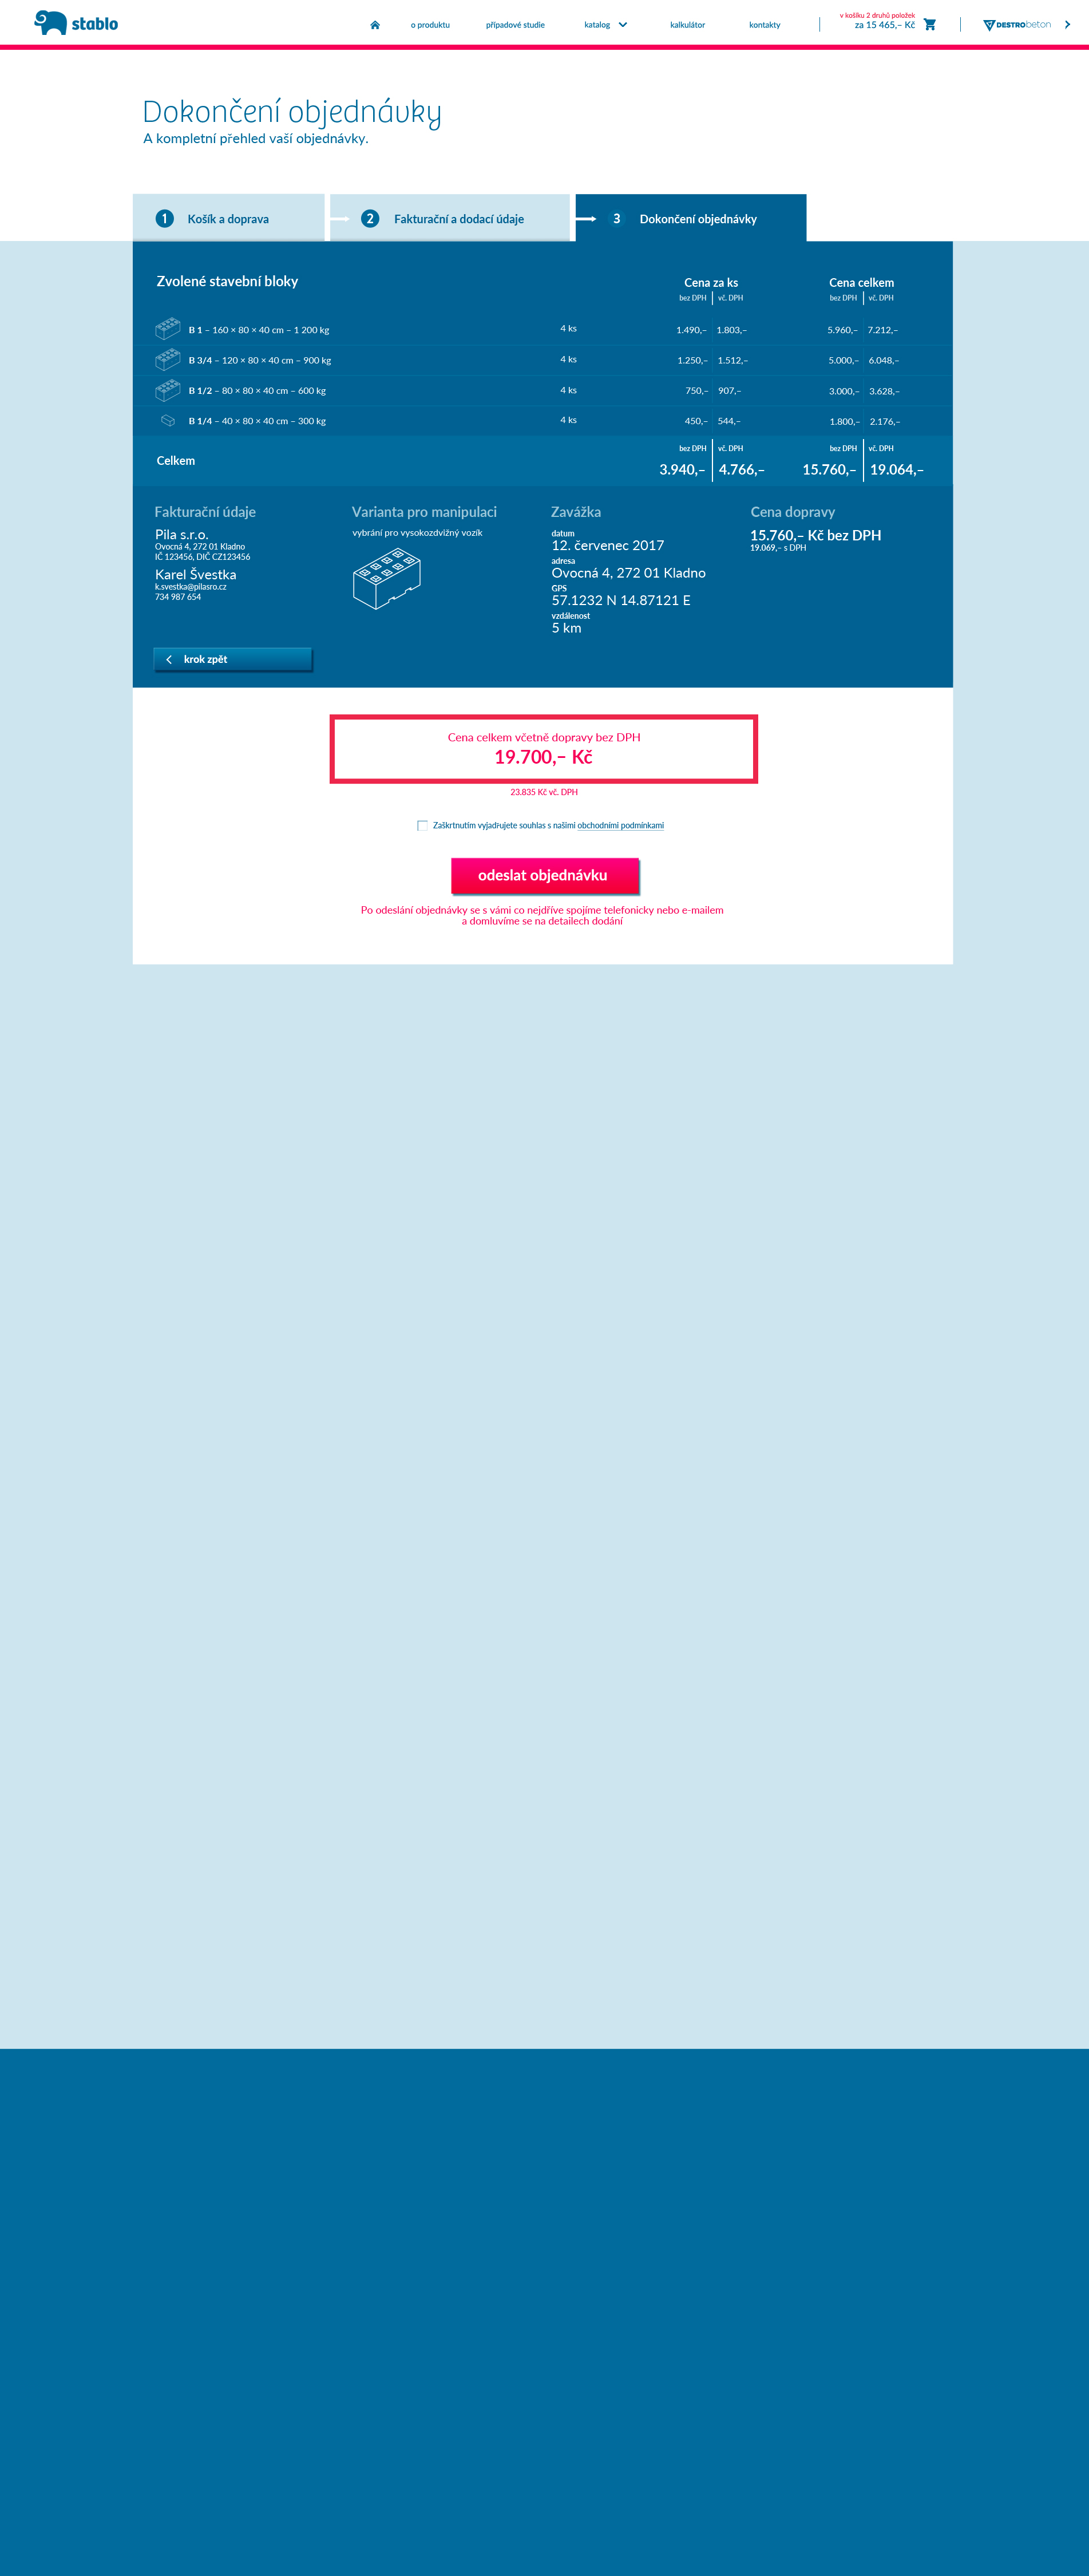 stablo
o produktu
případové studie
katalog
kalkulátor
kontakty
v košíku 2 druhů položek
za 15 465,– Kč
DESTRObeton
Dokončení objednávky
A kompletní přehled vaší objednávky.
1 Košík a doprava
2 Fakturační a dodací údaje
3 Dokončení objednávky
Zvolené stavební bloky
Cena za ks
bez DPH vč. DPH
Cena celkem
bez DPH vč. DPH
B 1 – 160 × 80 × 40 cm – 1 200 kg 4 ks 1.490,– 1.803,– 5.960,– 7.212,–
B 3/4 – 120 × 80 × 40 cm – 900 kg 4 ks 1.250,– 1.512,– 5.000,– 6.048,–
B 1/2 – 80 × 80 × 40 cm – 600 kg 4 ks 750,– 907,– 3.000,– 3.628,–
B 1/4 – 40 × 80 × 40 cm – 300 kg 4 ks 450,– 544,– 1.800,– 2.176,–
bez DPH vč. DPH bez DPH vč. DPH
Celkem 3.940,– 4.766,– 15.760,– 19.064,–
Fakturační údaje
Pila s.r.o.
Ovocná 4, 272 01 Kladno
IČ 123456, DIČ CZ123456
Karel Švestka
k.svestka@pilasro.cz
734 987 654
Varianta pro manipulaci
vybrání pro vysokozdvižný vozík
Zavážka
datum
12. červenec 2017
adresa
Ovocná 4, 272 01 Kladno
GPS
57.1232 N 14.87121 E
vzdálenost
5 km
Cena dopravy
15.760,– Kč bez DPH
19.069,– s DPH
krok zpět
Cena celkem včetně dopravy bez DPH
19.700,– Kč
23.835 Kč vč. DPH
Zaškrtnutím vyjadřujete souhlas s našimi obchodními podmínkami
odeslat objednávku
Po odeslání objednávky se s vámi co nejdříve spojíme telefonicky nebo e-mailem
a domluvíme se na detailech dodání